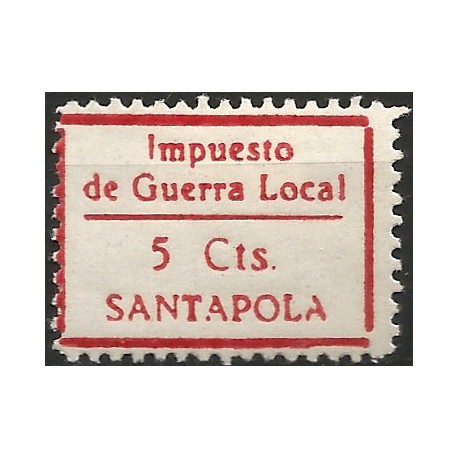 Impuesto
de Guerra Local
5 Cts.
SANTAPOLA